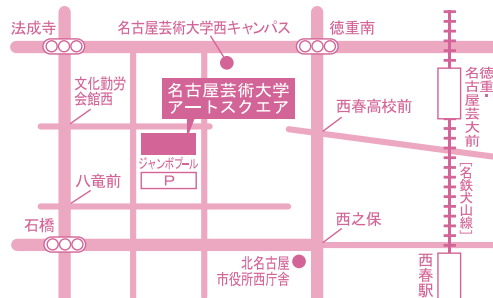 法成寺
名古屋芸術大学西キャンパス
徳重南
文化勤労
会館西
名古屋芸術大学
アートスクエア
西春高校前
徳重・
名古屋芸大前
ジャンボプール
P
[名鉄犬山線]
八竜前
石橋
西之保
北名古屋
市役所西庁舎
西春駅